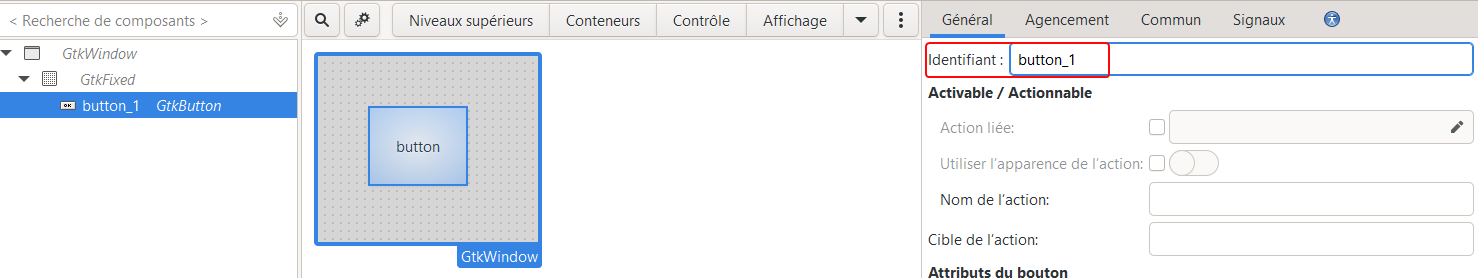 < Recherche de composants >
Niveaux supérieurs
Conteneurs
Contrôle
Affichage
Général
Agencement
Commun
Signaux
GtkWindow
GtkFixed
button_1 GtkButton
button
GtkWindow
Identifiant : button_1
Activable / Actionnable
Action liée:
Utiliser l'apparence de l'action:
Nom de l'action:
Cible de l'action:
Attributs du bouton